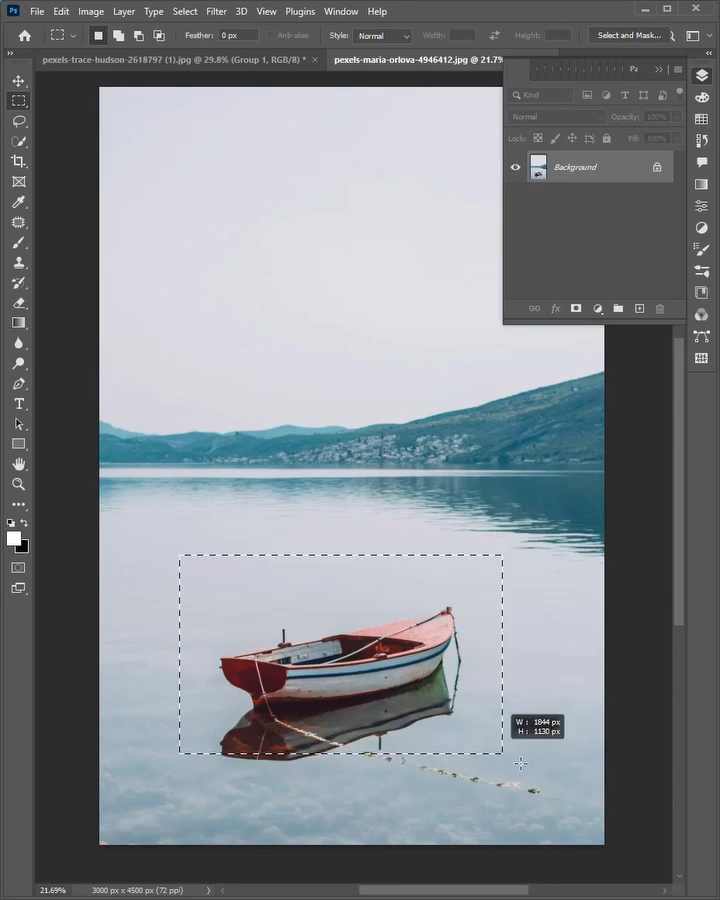 Ps File Edit Image Layer Type Select Filter 3D View Plugins Window Help
Feather: 0 px Anti-alias Style: Normal Width: Height: Select and Mask...
pexels-trace-hudson-2618797 (1).jpg @ 29.8% (Group 1, RGB/8) * × pexels-maria-orlova-4946412.jpg @ 21.7%
Pa
Kind
Normal Opacity: 100%
Lock: Fill: 100%
Background
fx
W : 1844 px
H : 1130 px
21.69% 3000 px x 4500 px (72 ppi)